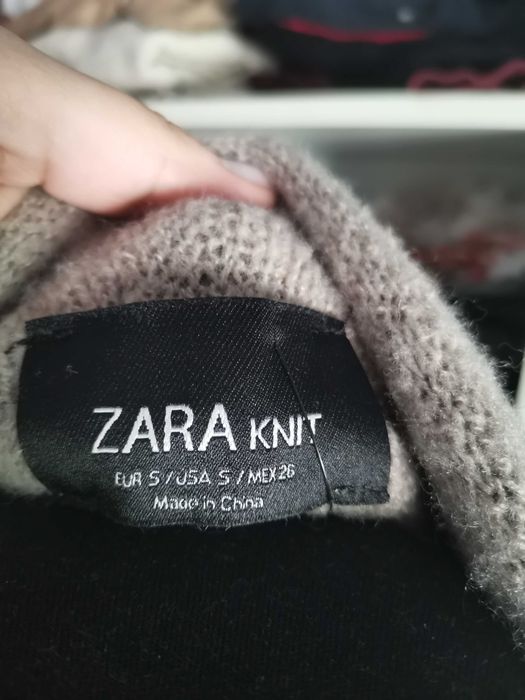 ZARA KNIT
EUR S / USA S / MEX 26
Made in China